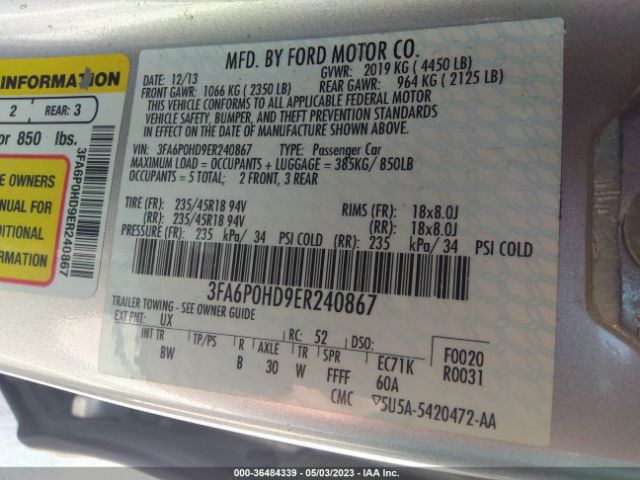 INFORMATION
2 REAR: 3
or 850 lbs.
3FA6P0HD9ER240867
E OWNERS
NUAL FOR
DITIONAL
ORMATION
MFD. BY FORD MOTOR CO.
DATE: 12/13 GVWR: 2019 KG ( 4450 LB)
FRONT GAWR: 1066 KG ( 2350 LB) REAR GAWR: 964 KG ( 2125 LB)
THIS VEHICLE CONFORMS TO ALL APPLICABLE FEDERAL MOTOR
VEHICLE SAFETY, BUMPER, AND THEFT PREVENTION STANDARDS
IN EFFECT ON THE DATE OF MANUFACTURE SHOWN ABOVE.
VIN: 3FA6P0HD9ER240867 TYPE: Passenger Car
MAXIMUM LOAD = OCCUPANTS + LUGGAGE = 385KG/ 850LB
OCCUPANTS = 5 TOTAL; 2 FRONT, 3 REAR
TIRE (FR): 235/45R18 94V RIMS (FR): 18x8.0J
(RR): 235/45R18 94V (RR): 18x8.0J
PRESSURE (FR): 235 kPa/ 34 PSI COLD (RR): 235 kPa/ 34 PSI COLD
3FA6P0HD9ER240867
TRAILER TOWING - SEE OWNER GUIDE
EXT PNT: UX RC: 52 DSO:
INT TR TP/PS R AXLE TR SPR EC71K F0020
BW B 30 W FFFF 60A R0031
CMC ▽5U5A-5420472-AA
000-36484339 - 05/03/2023 - IAA Inc.